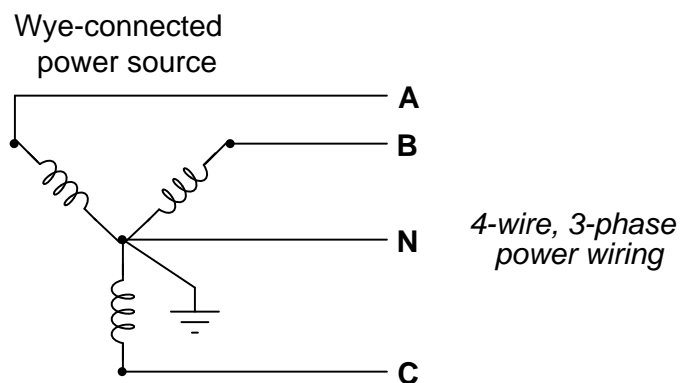 Wye-connected
power source
A
B
N
4-wire, 3-phase
power wiring
C